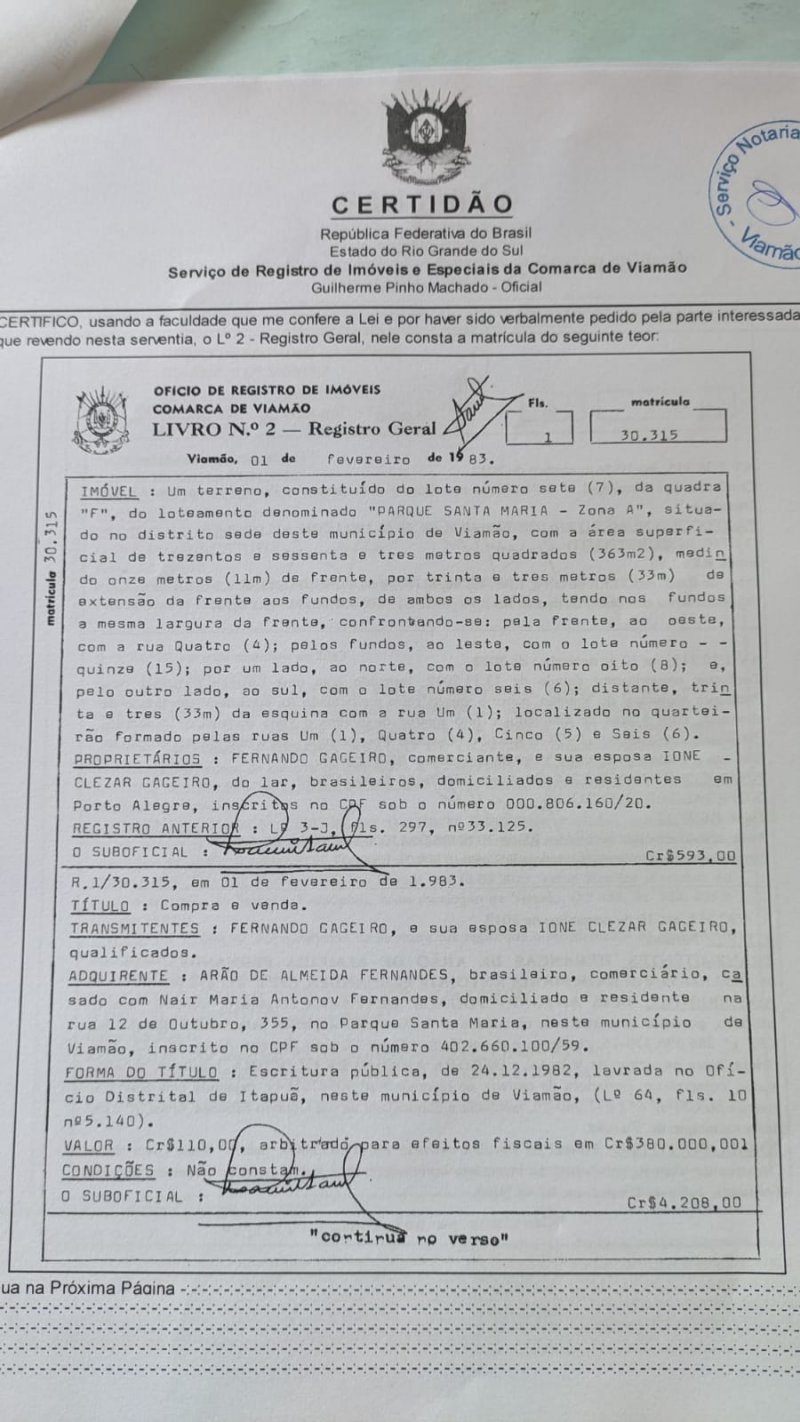 Serviço Notaria
- Viamão
CERTIDÃO
República Federativa do Brasil
Estado do Rio Grande do Sul
Serviço de Registro de Imóveis e Especiais da Comarca de Viamão
Guilherme Pinho Machado - Oficial
CERTIFICO, usando a faculdade que me confere a Lei e por haver sido verbalmente pedido pela parte interessada
que revendo nesta serventia, o Lº 2 - Registro Geral, nele consta a matrícula do seguinte teor:
OFÍCIO DE REGISTRO DE IMÓVEIS
COMARCA DE VIAMÃO
LIVRO N.º 2 — Registro Geral
Fls.
1
matrícula
30.315
Viamão, 01 de fevereiro de 1983.
matrícula 30.315
IMÓVEL : Um terreno, constituído do lote número sete (7), da quadra
"F", do loteamento denominado "PARQUE SANTA MARIA - Zona A", situa-
do no distrito sede deste município de Viamão, com a área superfi-
cial de trezentos e sessenta e tres metros quadrados (363m2), medin
do onze metros (11m) de frente, por trinta e tres metros (33m) de
extensão da frente aos fundos, de ambos os lados, tendo nos fundos
a mesma largura da frente, confrontando-se: pela frente, ao oeste,
com a rua Quatro (4); pelos fundos, ao leste, com o lote número - -
quinze (15); por um lado, ao norte, com o lote número oito (8); e,
pelo outro lado, ao sul, com o lote número seis (6); distante, trin
ta e tres (33m) da esquina com a rua Um (1); localizado no quartei-
rão formado pelas ruas Um (1), Quatro (4), Cinco (5) e Seis (6).
PROPRIETÁRIOS : FERNANDO GAGEIRO, comerciante, e sua esposa IONE -
CLEZAR GAGEIRO, do lar, brasileiros, domiciliados e residentes em
Porto Alegre, inscritos no CPF sob o número 000.806.160/20.
REGISTRO ANTERIOR : Lº 3-J, fls. 297, nº33.125.
O SUBOFICIAL :
Cr$593,00
R.1/30.315, em 01 de fevereiro de 1.983.
TÍTULO : Compra e venda.
TRANSMITENTES : FERNANDO GAGEIRO, e sua esposa IONE CLEZAR GAGEIRO,
qualificados.
ADQUIRENTE : ARÃO DE ALMEIDA FERNANDES, brasileiro, comerciário, ca
sado com Nair Maria Antonov Fernandes, domiciliado e residente na
rua 12 de Outubro, 355, no Parque Santa Maria, neste município de
Viamão, inscrito no CPF sob o número 402.660.100/59.
FORMA DO TÍTULO : Escritura pública, de 24.12.1982, lavrada no Ofí-
cio Distrital de Itapuã, neste município de Viamão, (Lº 64, fls. 10
nº5.140).
VALOR : Cr$110,00, arbitrado para efeitos fiscais em Cr$380.000,00!
CONDIÇÕES : Não constam.
O SUBOFICIAL :
Cr$4.208,00
"continua no verso"
ua na Próxima Página